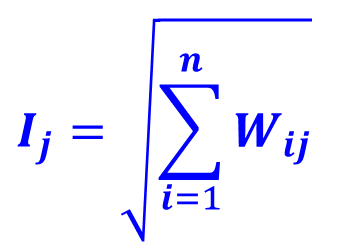 $I_j = \sqrt{\sum_{i=1}^{n} W_{ij}}$